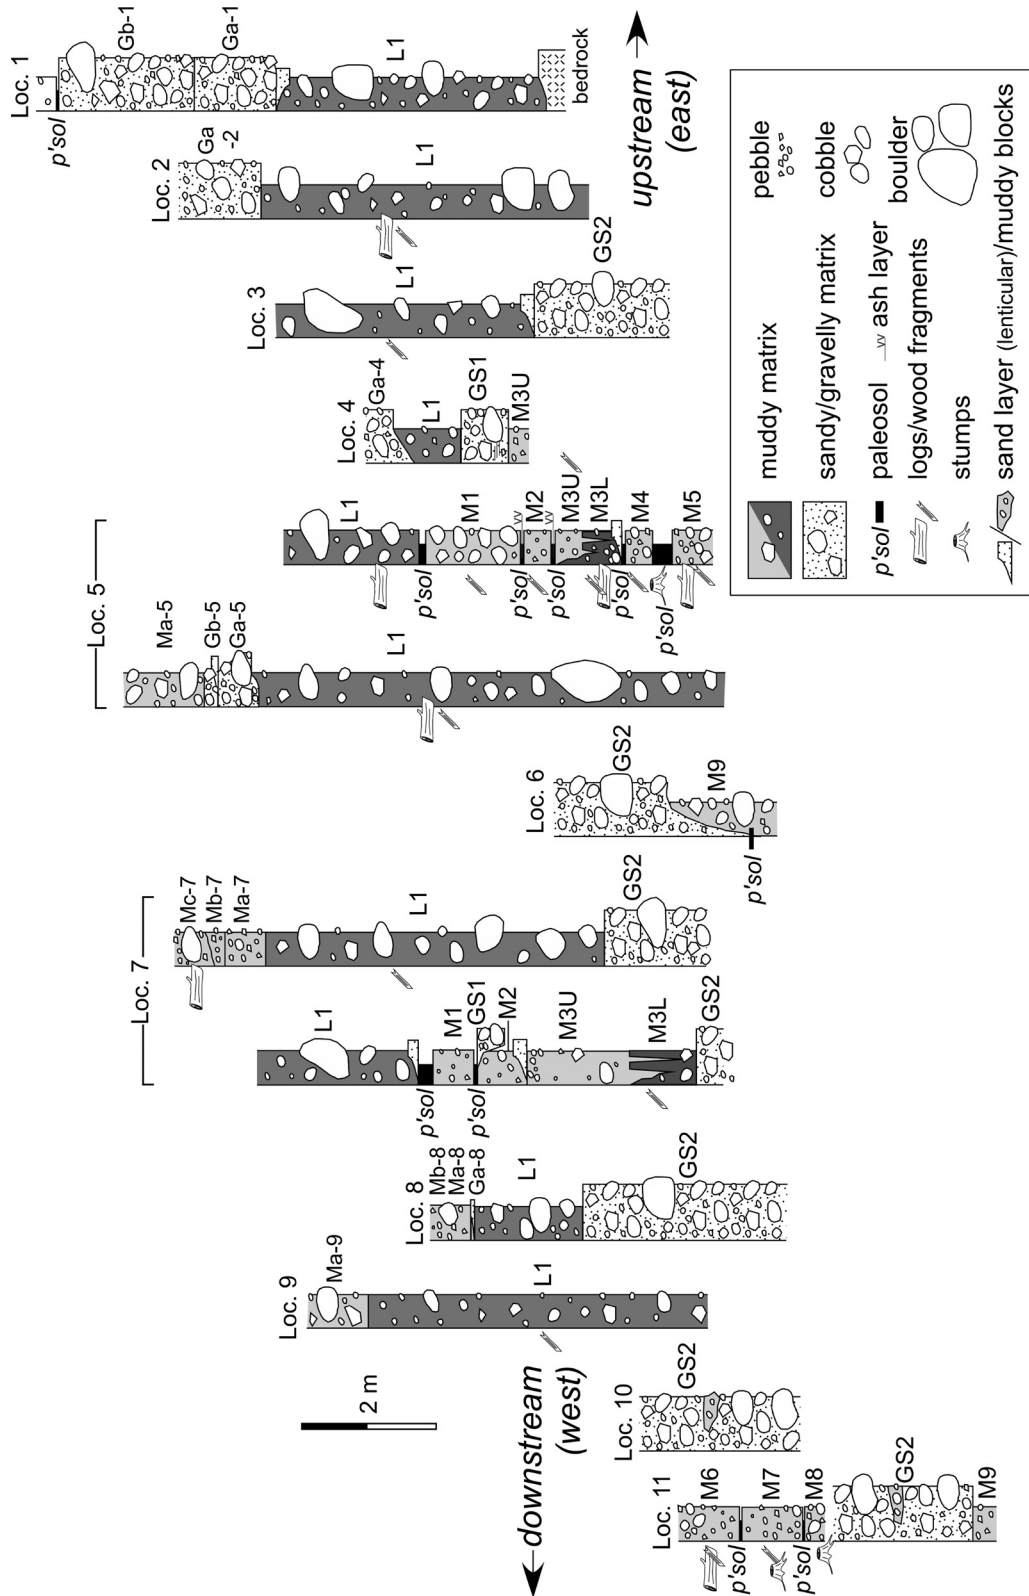 Loc. 1
p'sol
Gb-1
Ga-1
L1
bedrock
Loc. 2
Ga
-2
L1
upstream
(east)
Loc. 3
L1
GS2
Loc. 4
Ga-4
L1
GS1
M3U
Loc. 5
L1
p'sol
M1
p'sol
vv
M2
p'sol
vv
M3U
M3L
p'sol
M4
p'sol
M5
Ma-5
Gb-5
Ga-5
L1
Loc. 6
GS2
M9
p'sol
Loc. 7
Mc-7
Mb-7
Ma-7
L1
GS2
L1
p'sol
M1
p'sol
GS1
M2
M3U
M3L
GS2
Loc. 8
Mb-8
Ma-8
Ga-8
L1
GS2
Loc. 9
Ma-9
L1
2 m
downstream
(west)
Loc. 10
GS2
Loc. 11
M6
p'sol
M7
p'sol
M8
GS2
M9
muddy matrix
sandy/gravelly matrix
p'sol paleosol
vv ash layer
logs/wood fragments
stumps
sand layer (lenticular)/muddy blocks
pebble
cobble
boulder